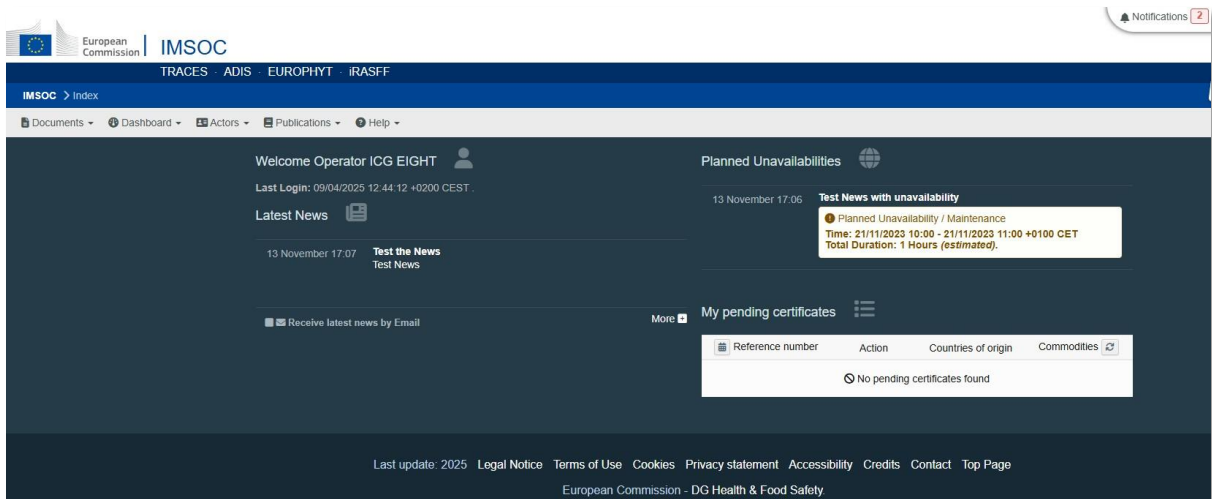 Notifications 2
European
Commission
IMSOC
TRACES - ADIS - EUROPHYT - iRASFF
IMSOC > Index
Documents
Dashboard
Actors
Publications
Help
Welcome Operator ICG EIGHT
Last Login: 09/04/2025 12:44:12 +0200 CEST .
Latest News
13 November 17:07 Test the News
Test News
Receive latest news by Email
More
Planned Unavailabilities
13 November 17:06 Test News with unavailability
Planned Unavailability / Maintenance
Time: 21/11/2023 10:00 - 21/11/2023 11:00 +0100 CET
Total Duration: 1 Hours (estimated).
My pending certificates
Reference number Action Countries of origin Commodities
No pending certificates found
Last update: 2025 Legal Notice Terms of Use Cookies Privacy statement Accessibility Credits Contact Top Page
European Commission - DG Health & Food Safety.